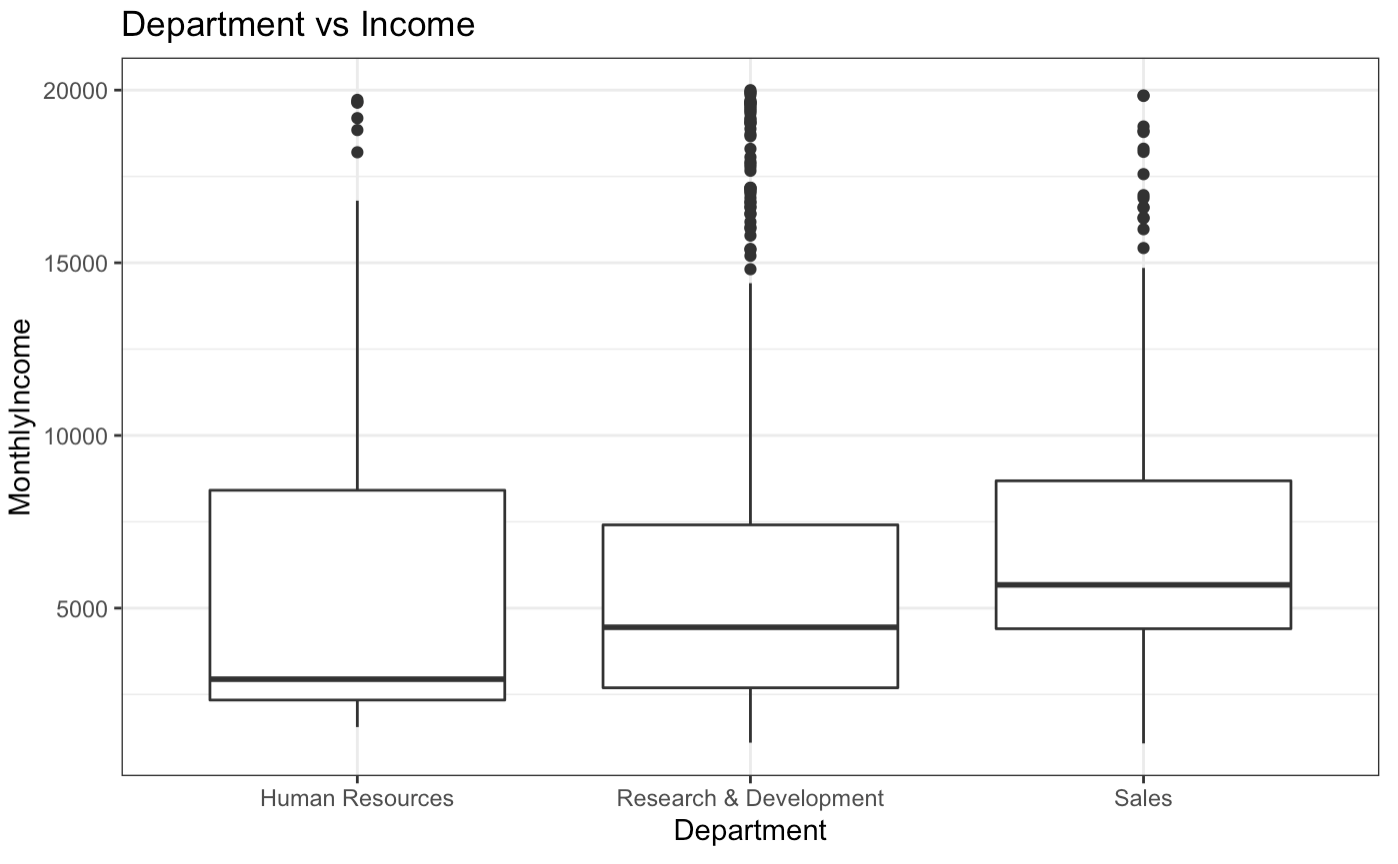 Department vs Income
20000
15000
10000
5000
MonthlyIncome
Human Resources
Research & Development
Sales
Department